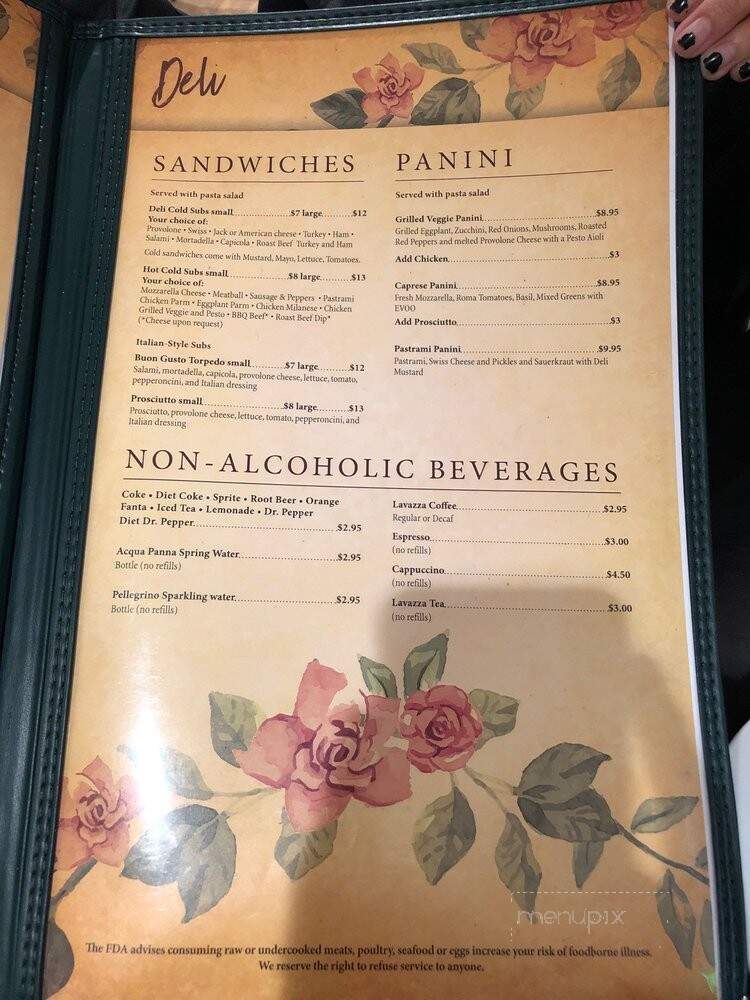 Deli
SANDWICHES
Served with pasta salad
Deli Cold Subs small..................$7 large..........$12
Your choice of:
Provolone • Swiss • Jack or American cheese • Turkey • Ham •
Salami • Mortadella • Capicola • Roast Beef Turkey and Ham
Cold sandwiches come with Mustard, Mayo, Lettuce, Tomatoes.
Hot Cold Subs small..................$8 large..........$13
Your choice of:
Mozzarella Cheese • Meatball • Sausage & Peppers • Pastrami
Chicken Parm • Eggplant Parm • Chicken Milanese • Chicken
Grilled Veggie and Pesto • BBQ Beef* • Roast Beef Dip*
(*Cheese upon request)
Italian-Style Subs
Buon Gusto Torpedo small..........$7 large..........$12
Salami, mortadella, capicola, provolone cheese, lettuce, tomato,
pepperoncini, and Italian dressing
Prosciutto small........................$8 large..........$13
Prosciutto, provolone cheese, lettuce, tomato, pepperoncini, and
Italian dressing
PANINI
Served with pasta salad
Grilled Veggie Panini..............................$8.95
Grilled Eggplant, Zucchini, Red Onions, Mushrooms, Roasted
Red Peppers and melted Provolone Cheese with a Pesto Aioli
Add Chicken..............................$3
Caprese Panini..............................$8.95
Fresh Mozzarella, Roma Tomatoes, Basil, Mixed Greens with
EVOO
Add Prosciutto..............................$3
Pastrami Panini..............................$9.95
Pastrami, Swiss Cheese and Pickles and Sauerkraut with Deli
Mustard
NON-ALCOHOLIC BEVERAGES
Coke • Diet Coke • Sprite • Root Beer • Orange
Fanta • Iced Tea • Lemonade • Dr. Pepper
Diet Dr. Pepper..............................$2.95
Acqua Panna Spring Water....................$2.95
Bottle (no refills)
Pellegrino Sparkling water....................$2.95
Bottle (no refills)
Lavazza Coffee..............................$2.95
Regular or Decaf
Espresso..............................$3.00
(no refills)
Cappuccino..............................$4.50
(no refills)
Lavazza Tea..............................$3.00
(no refills)
menupix
The FDA advises consuming raw or undercooked meats, poultry, seafood or eggs increase your risk of foodborne illness.
We reserve the right to refuse service to anyone.